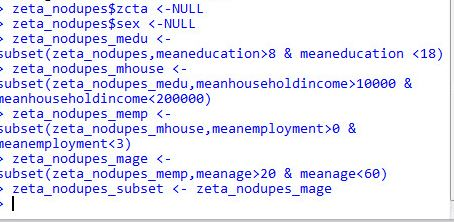 > zeta_nodupes$zcta <-NULL
> zeta_nodupes$sex <-NULL
> zeta_nodupes_medu <-
subset(zeta_nodupes,meaneducation>8 & meaneducation <18)
> zeta_nodupes_mhouse <-
subset(zeta_nodupes_medu,meanhouseholdincome>10000 &
meanhouseholdincome<200000)
> zeta_nodupes_memp <-
subset(zeta_nodupes_mhouse,meanemployment>0 &
meanemployment<3)
> zeta_nodupes_mage <-
subset(zeta_nodupes_memp,meanage>20 & meanage<60)
> zeta_nodupes_subset <- zeta_nodupes_mage
>